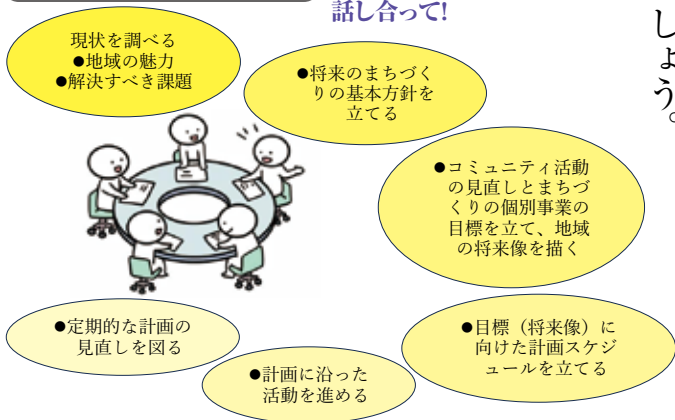 話し合って!
しょう。
現状を調べる
●地域の魅力
●解決すべき課題
●将来のまちづく
りの基本方針を
立てる
●コミュニティ活動
の見直しとまちづ
くりの個別事業の
目標を立て、地域
の将来像を描く
●目標（将来像）に
向けた計画スケジ
ュールを立てる
●計画に沿った
活動を進める
●定期的な計画の
見直しを図る